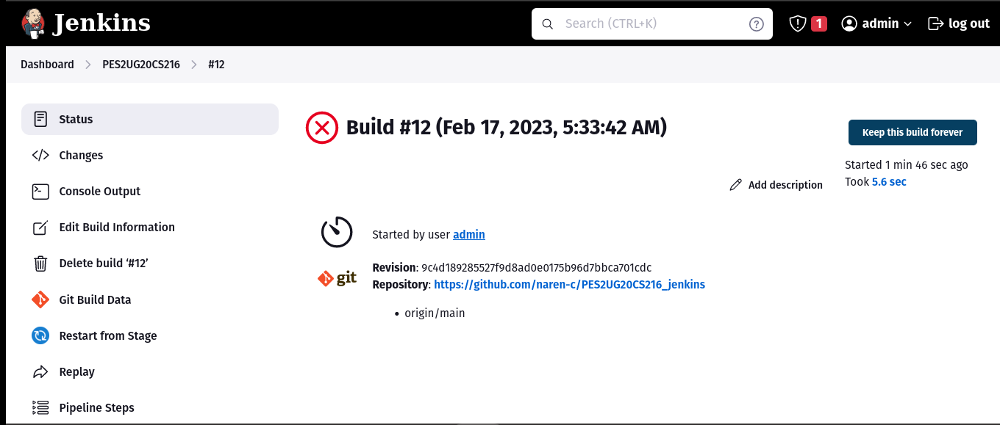 Jenkins
Search (CTRL+K)
1
admin
log out
Dashboard
PES2UG20CS216
#12
Status
Changes
Console Output
Edit Build Information
Delete build ‘#12’
Git Build Data
Restart from Stage
Replay
Pipeline Steps
Build #12 (Feb 17, 2023, 5:33:42 AM)
Keep this build forever
Started 1 min 46 sec ago
Took 5.6 sec
Add description
Started by user admin
git
Revision: 9c4d189285527f9d8ad0e0175b96d7bbca701cdc
Repository: https://github.com/naren-c/PES2UG20CS216_jenkins
• origin/main